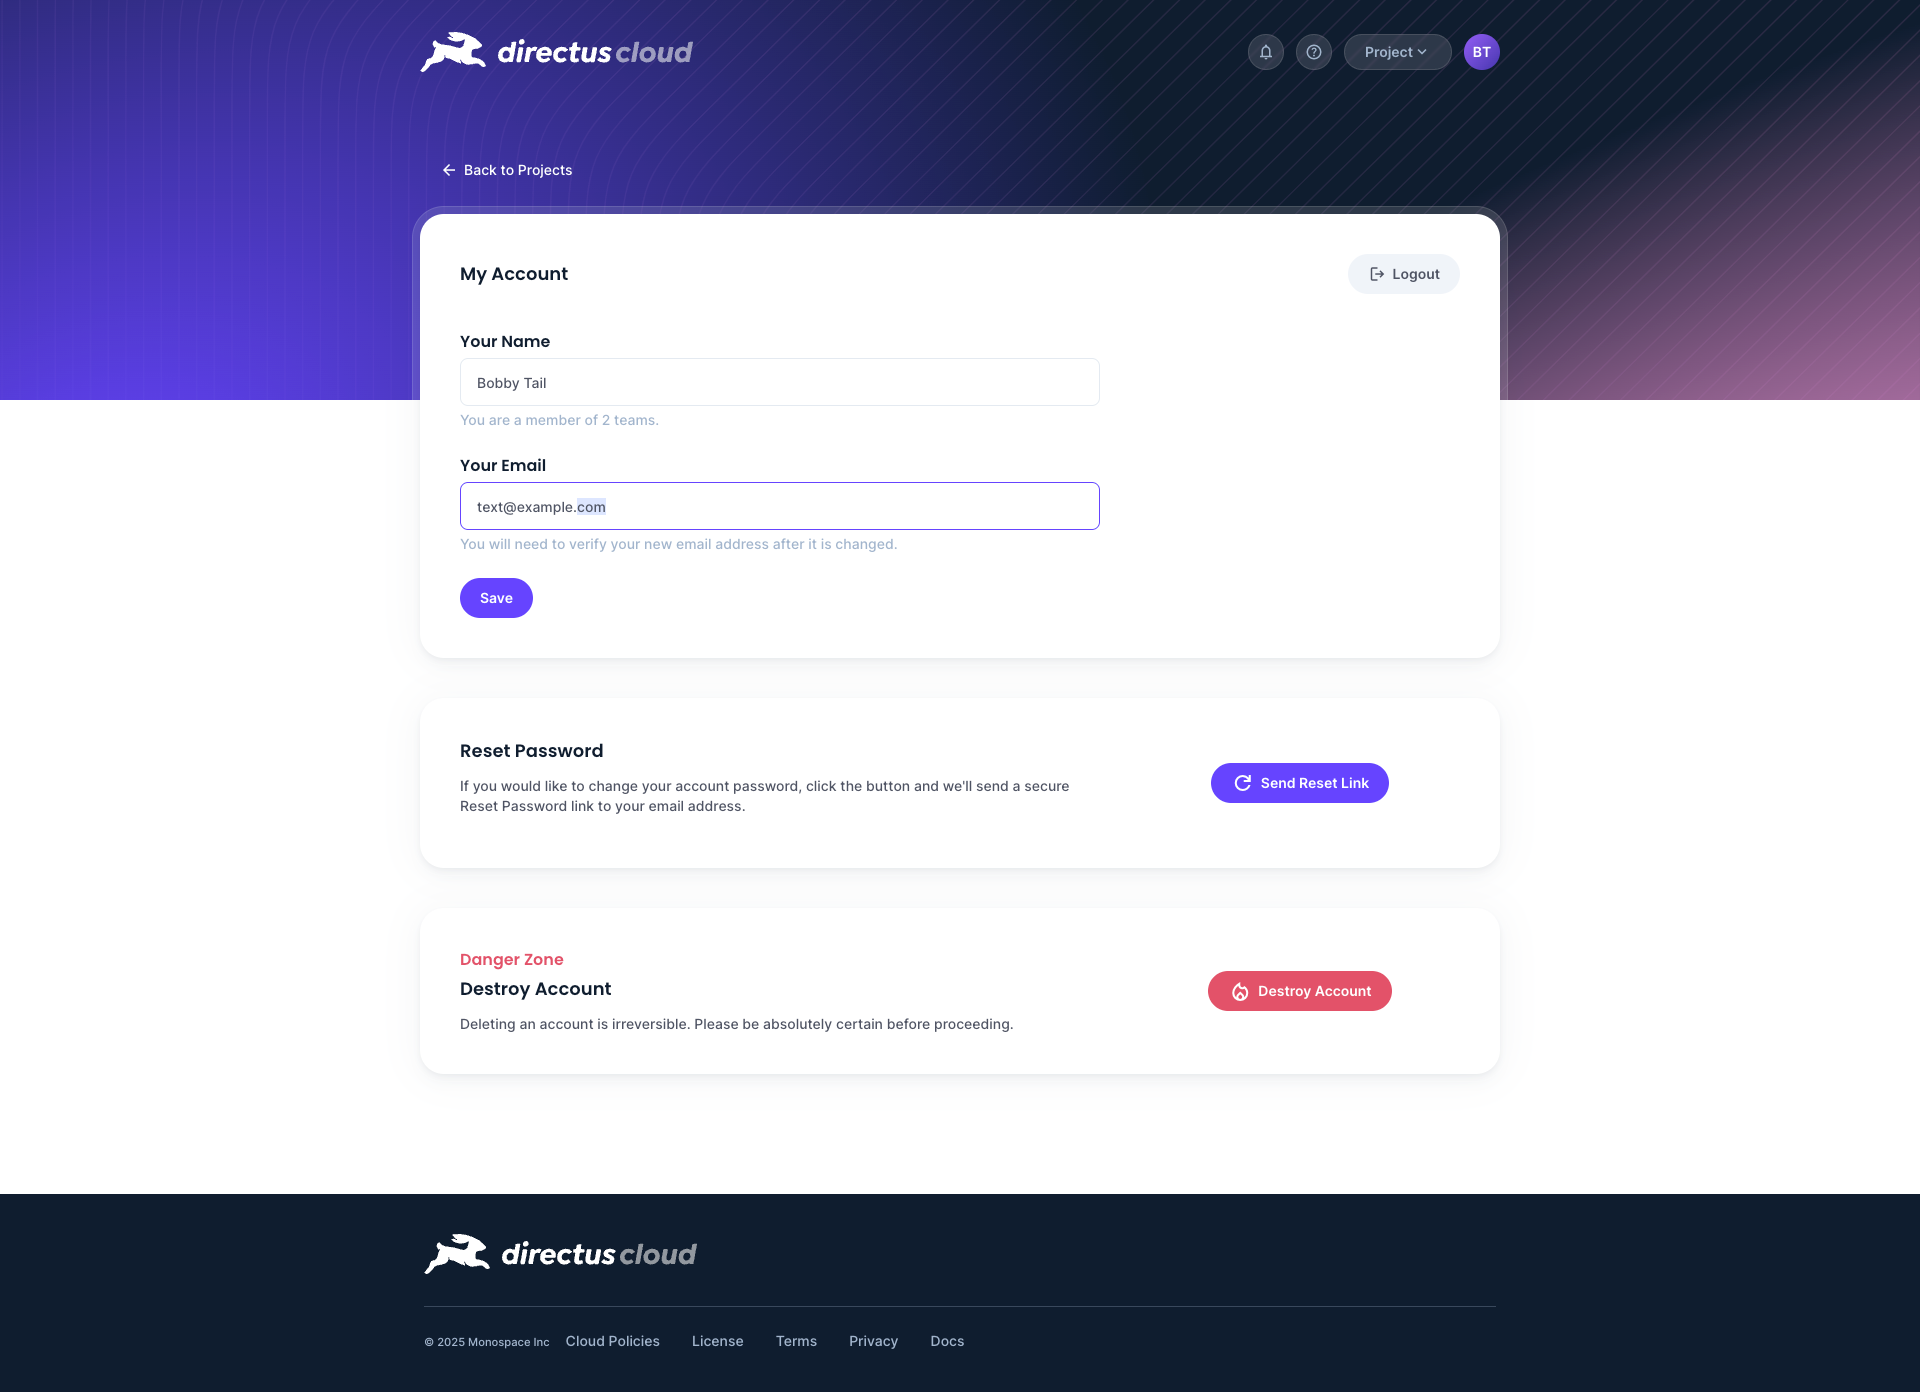 directus cloud
Project
BT
Back to Projects
My Account
Logout
Your Name
Bobby Tail
You are a member of 2 teams.
Your Email
text@example.com
You will need to verify your new email address after it is changed.
Save
Reset Password
If you would like to change your account password, click the button and we'll send a secure
Reset Password link to your email address.
Send Reset Link
Danger Zone
Destroy Account
Deleting an account is irreversible. Please be absolutely certain before proceeding.
Destroy Account
directus cloud
© 2025 Monospace Inc Cloud Policies License Terms Privacy Docs